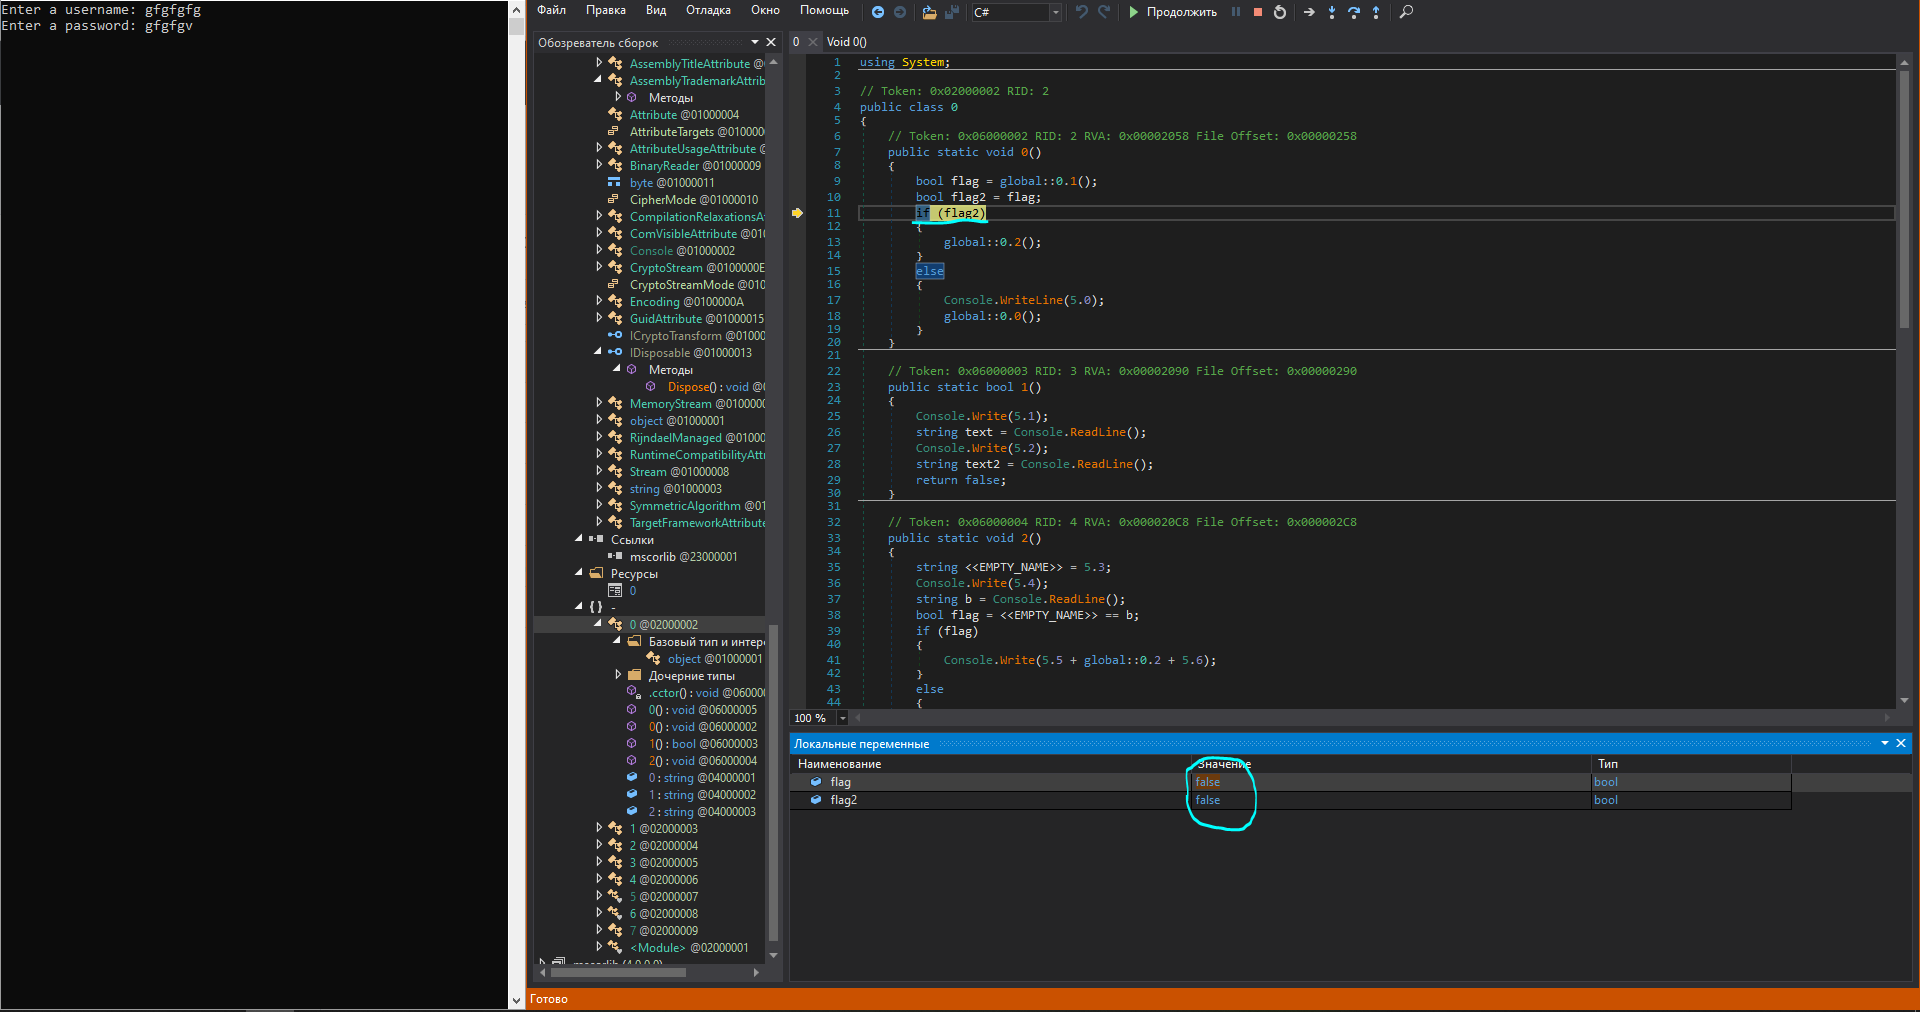 Enter a username: gfgfgfg
Enter a password: gfgfgv
Файл Правка Вид Отладка Окно Помощь C# Продолжить
Обозреватель сборок
AssemblyTitleAttribute @0
AssemblyTrademarkAttrib
Методы
Attribute @01000004
AttributeTargets @010000
AttributeUsageAttribute @
BinaryReader @01000009
byte @01000011
CipherMode @01000010
CompilationRelaxationsA
ComVisibleAttribute @010
Console @01000002
CryptoStream @0100000E
CryptoStreamMode @010
Encoding @0100000A
GuidAttribute @01000015
ICryptoTransform @01000
IDisposable @01000013
Методы
Dispose() : void @0
MemoryStream @0100000
object @01000001
RijndaelManaged @01000
RuntimeCompatibilityAttr
Stream @01000008
string @01000003
SymmetricAlgorithm @01
TargetFrameworkAttribute
Ссылки
mscorlib @23000001
Ресурсы
0
{ } -
0 @02000002
Базовый тип и интер
object @01000001
Дочерние типы
.cctor() : void @06000
0() : void @06000005
0() : void @06000002
1() : bool @06000003
2() : void @06000004
0 : string @04000001
1 : string @04000002
2 : string @04000003
1 @02000003
2 @02000004
3 @02000005
4 @02000006
5 @02000007
6 @02000008
7 @02000009
<Module> @02000001
mscorlib (4.0.0.0)
0 Void 0()
1 using System;
2
3 // Token: 0x02000002 RID: 2
4 public class 0
5 {
6 // Token: 0x06000002 RID: 2 RVA: 0x00002058 File Offset: 0x00000258
7 public static void 0()
8 {
9 bool flag = global::0.1();
10 bool flag2 = flag;
11 if (flag2)
12 {
13 global::0.2();
14 }
15 else
16 {
17 Console.WriteLine(5.0);
18 global::0.0();
19 }
20 }
21
22 // Token: 0x06000003 RID: 3 RVA: 0x00002090 File Offset: 0x00000290
23 public static bool 1()
24 {
25 Console.Write(5.1);
26 string text = Console.ReadLine();
27 Console.Write(5.2);
28 string text2 = Console.ReadLine();
29 return false;
30 }
31
32 // Token: 0x06000004 RID: 4 RVA: 0x000020C8 File Offset: 0x000002C8
33 public static void 2()
34 {
35 string <<EMPTY_NAME>> = 5.3;
36 Console.Write(5.4);
37 string b = Console.ReadLine();
38 bool flag = <<EMPTY_NAME>> == b;
39 if (flag)
40 {
41 Console.Write(5.5 + global::0.2 + 5.6);
42 }
43 else
44 {
100 %
Локальные переменные
Наименование Значение Тип
flag false bool
flag2 false bool
Готово